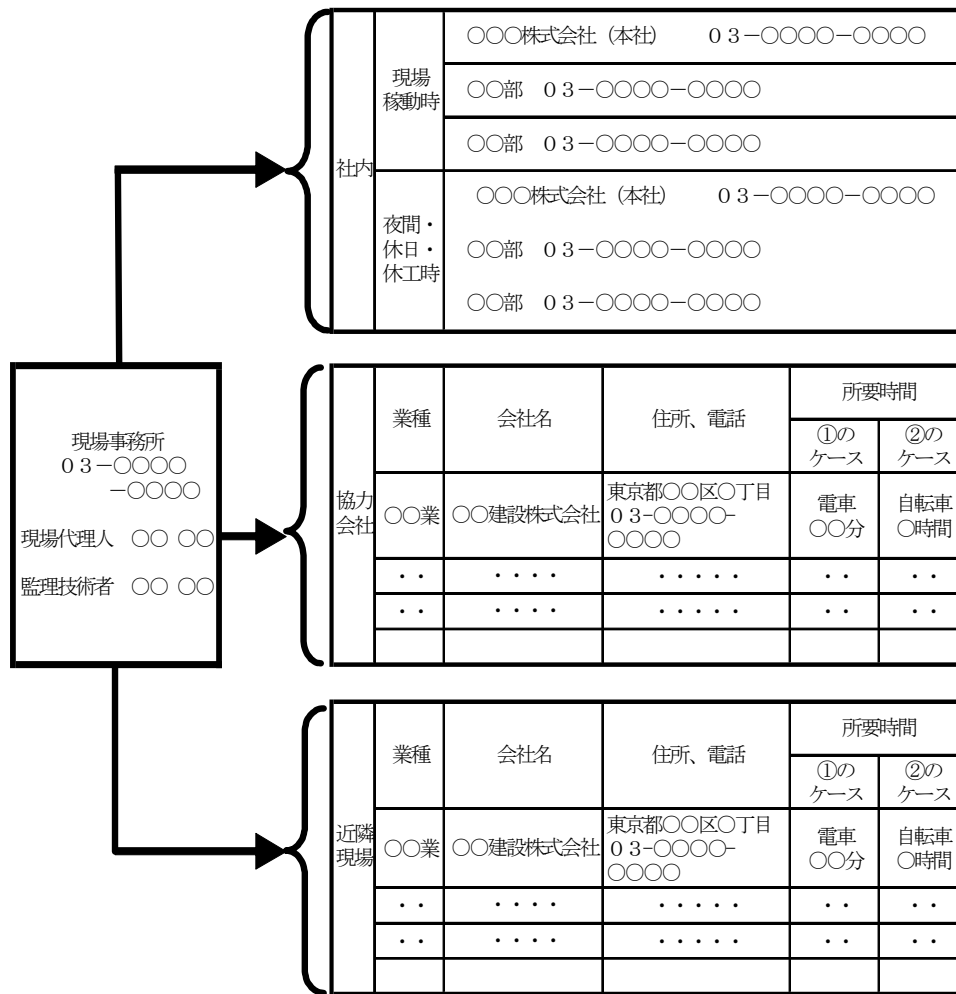 ○○○株式会社（本社）　０３－○○○○－○○○○
現場
稼動時
○○部　０３－○○○○－○○○○
○○部　０３－○○○○－○○○○
社内
○○○株式会社（本社）　０３－○○○○－○○○○
夜間・
休日・
休工時
○○部　０３－○○○○－○○○○
○○部　０３－○○○○－○○○○
現場事務所
０３－○○○○
－○○○○
現場代理人　○○ ○○
監理技術者　○○ ○○
協力
会社
業種
会社名
住所、電話
所要時間
①の
ケース
②の
ケース
○○業
○○建設株式会社
東京都○○区○丁目
０３-○○○○-
○○○○
電車
○○分
自転車
○時間
・・　・・・・　・・・・・　・・　・・
・・　・・・・　・・・・・　・・　・・
近隣
現場
業種
会社名
住所、電話
所要時間
①の
ケース
②の
ケース
○○業
○○建設株式会社
東京都○○区○丁目
０３-○○○○-
○○○○
電車
○○分
自転車
○時間
・・　・・・・　・・・・・　・・　・・
・・　・・・・　・・・・・　・・　・・